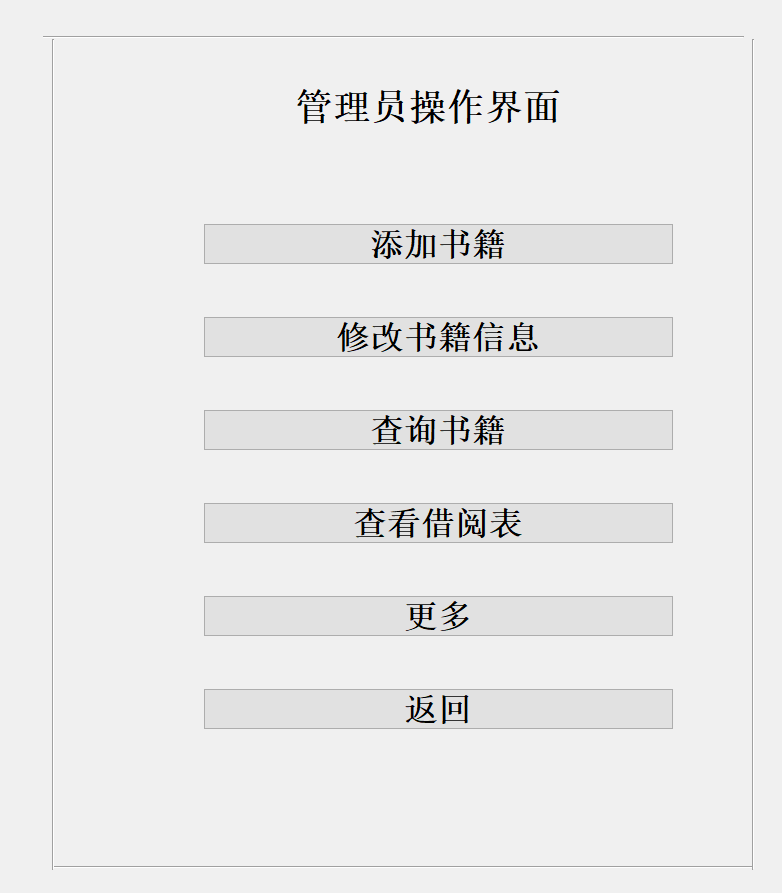 管理员操作界面
添加书籍
修改书籍信息
查询书籍
查看借阅表
更多
返回